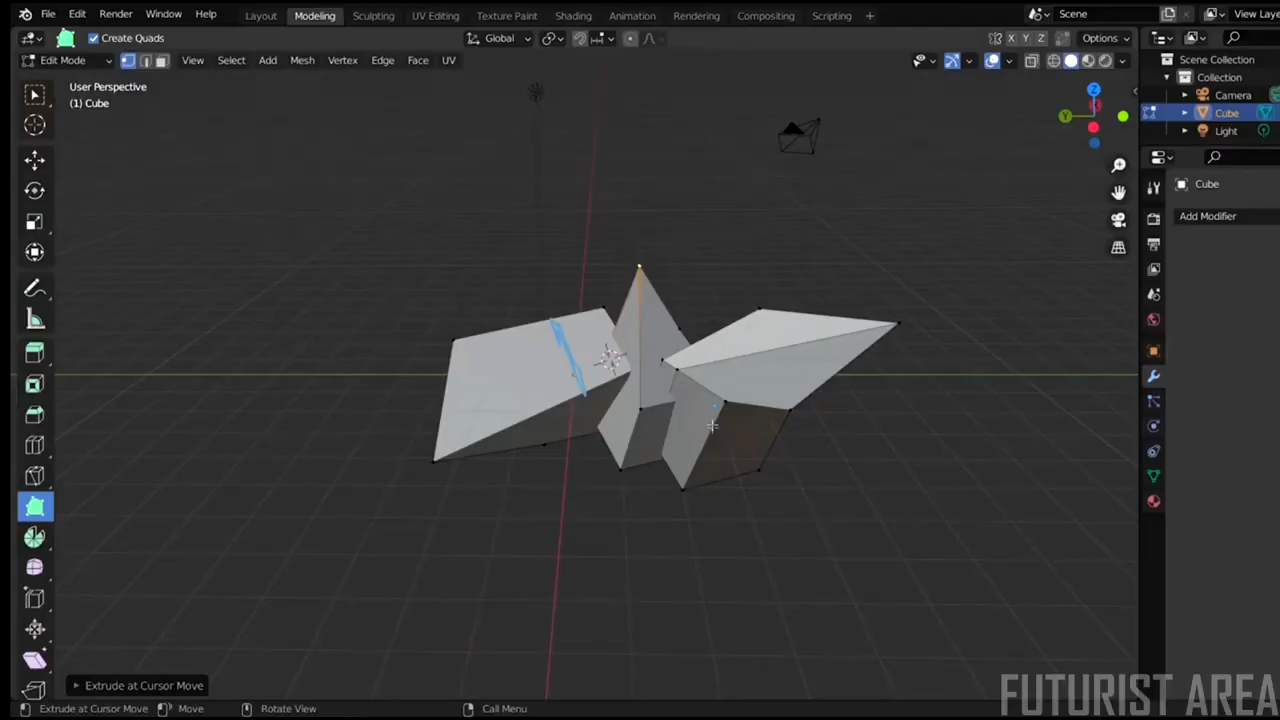 File Edit Render Window Help Layout Modeling Sculpting UV Editing Texture Paint Shading Animation Rendering Compositing Scripting + Scene View Laye
Create Quads Global X Y Z Options
Edit Mode View Select Add Mesh Vertex Edge Face UV
Scene Collection
Collection
Camera
Cube
Light
User Perspective
(1) Cube
Z
Y
Cube
Add Modifier
Extrude at Cursor Move
Extrude at Cursor Move Move Rotate View Call Menu
FUTURIST AREA